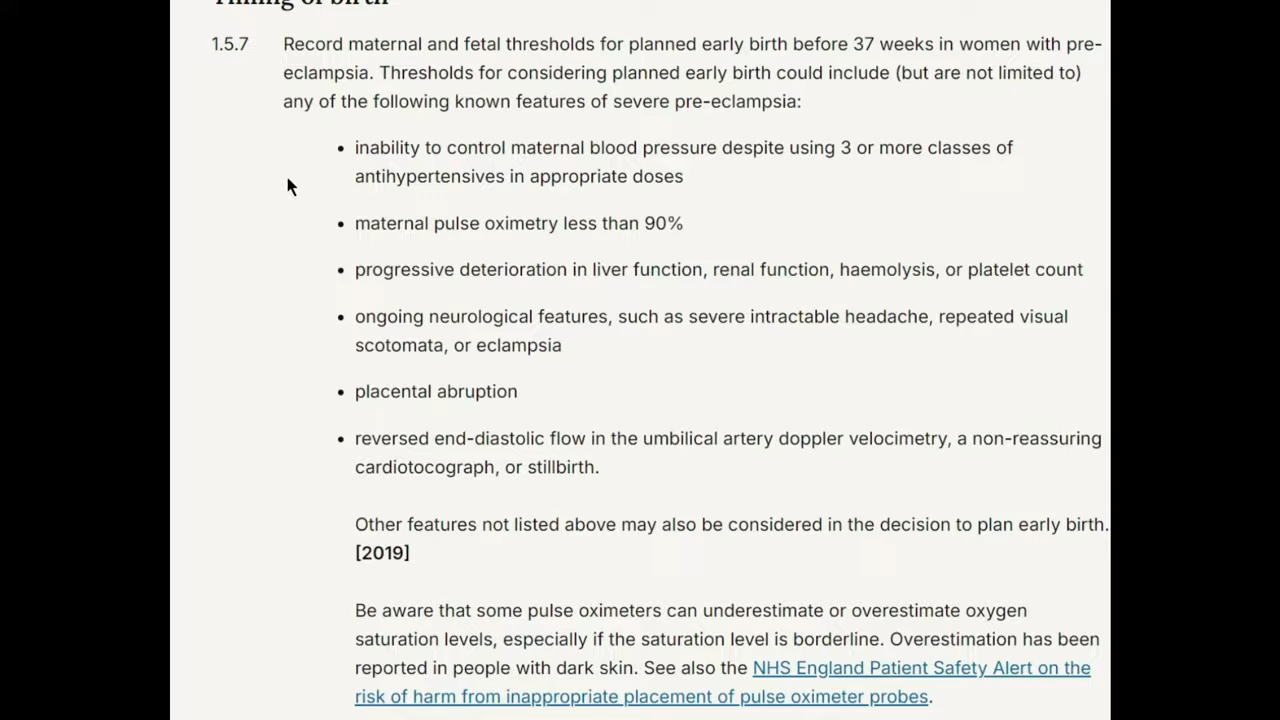 Timing of birth
1.5.7 Record maternal and fetal thresholds for planned early birth before 37 weeks in women with pre-
eclampsia. Thresholds for considering planned early birth could include (but are not limited to)
any of the following known features of severe pre-eclampsia:
• inability to control maternal blood pressure despite using 3 or more classes of
antihypertensives in appropriate doses
• maternal pulse oximetry less than 90%
• progressive deterioration in liver function, renal function, haemolysis, or platelet count
• ongoing neurological features, such as severe intractable headache, repeated visual
scotomata, or eclampsia
• placental abruption
• reversed end-diastolic flow in the umbilical artery doppler velocimetry, a non-reassuring
cardiotocograph, or stillbirth.
Other features not listed above may also be considered in the decision to plan early birth.
[2019]
Be aware that some pulse oximeters can underestimate or overestimate oxygen
saturation levels, especially if the saturation level is borderline. Overestimation has been
reported in people with dark skin. See also the NHS England Patient Safety Alert on the
risk of harm from inappropriate placement of pulse oximeter probes.